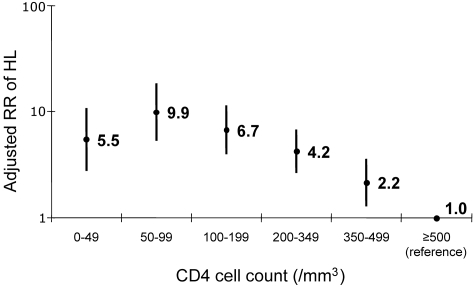 100
10
1
Adjusted RR of HL
5.5
9.9
6.7
4.2
2.2
1.0
0-49 50-99 100-199 200-349 350-499 ≥500
(reference)
CD4 cell count (/mm³)